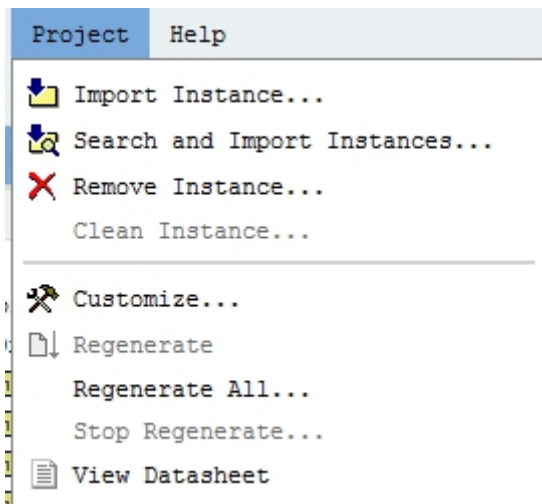 Project Help
Import Instance...
Search and Import Instances...
Remove Instance...
Clean Instance...
Customize...
Regenerate
Regenerate All...
Stop Regenerate...
View Datasheet